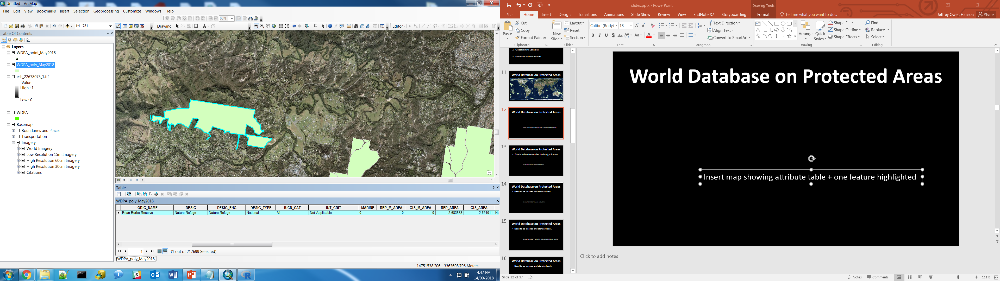 Untitled - ArcMap
File Edit View Bookmarks Insert Selection Geoprocessing Customize Windows Help
65%
1:41,731 Drawing Editor
Table Of Contents
Layers
WDPA_point_May2018
WDPA_poly_May2018
esh_22678073_1.tif
Value
High : 1
Low : 0
WDPA
Basemap
Boundaries and Places
Transportation
Imagery
World Imagery
Low Resolution 15m Imagery
High Resolution 60cm Imagery
High Resolution 30cm Imagery
Citations
Table
WDPA_poly_May2018
ORIG_NAME DESIG DESIG_ENG DESIG_TYPE IUCN_CAT INT_CRIT MARINE REP_M_AREA GIS_M_AREA REP_AREA GIS_AREA
Brian Burke Reserve Nature Refuge Nature Refuge National VI Not Applicable 0 0 0 2.683553 2.694011 No
1 (1 out of 217699 Selected)
WDPA_poly_May2018
14751538.206 -3363698.796 Meters
4:47 PM
14/09/2018
slides.pptx - PowerPoint
Drawing Tools
File Home Insert Design Transitions Animations Slide Show Review View EndNote X7 Storyboarding Format Tell me what you want to do... Jeffrey Owen Hanson Share
Paste
Cut
Copy
Format Painter
Clipboard
New
Slide
Layout
Reset
Section
Slides
Calibri (Body) 18
B I U S abc AV Aa A
Font
Text Direction
Align Text
Convert to SmartArt
Paragraph
Arrange
Quick
Styles
Shape Fill
Shape Outline
Shape Effects
Drawing
Find
Replace
Select
Editing
2. Global climate variables
3. Protected area boundaries
11
World Database on Protected Areas
12
World Database on Protected Areas
Insert map showing attribute table + one feature highlighted
13
World Database on Protected Areas
• Needs to be downloaded in the right format...
14
World Database on Protected Areas
• Need to be cleaned and standardized...
15
World Database on Protected Areas
• Need to be cleaned and standardized...
16
World Database on Protected Areas
• Need to be cleaned and standardized...
World Database on Protected Areas
Insert map showing attribute table + one feature highlighted
Click to add notes
Slide 12 of 37 Notes Comments 111%